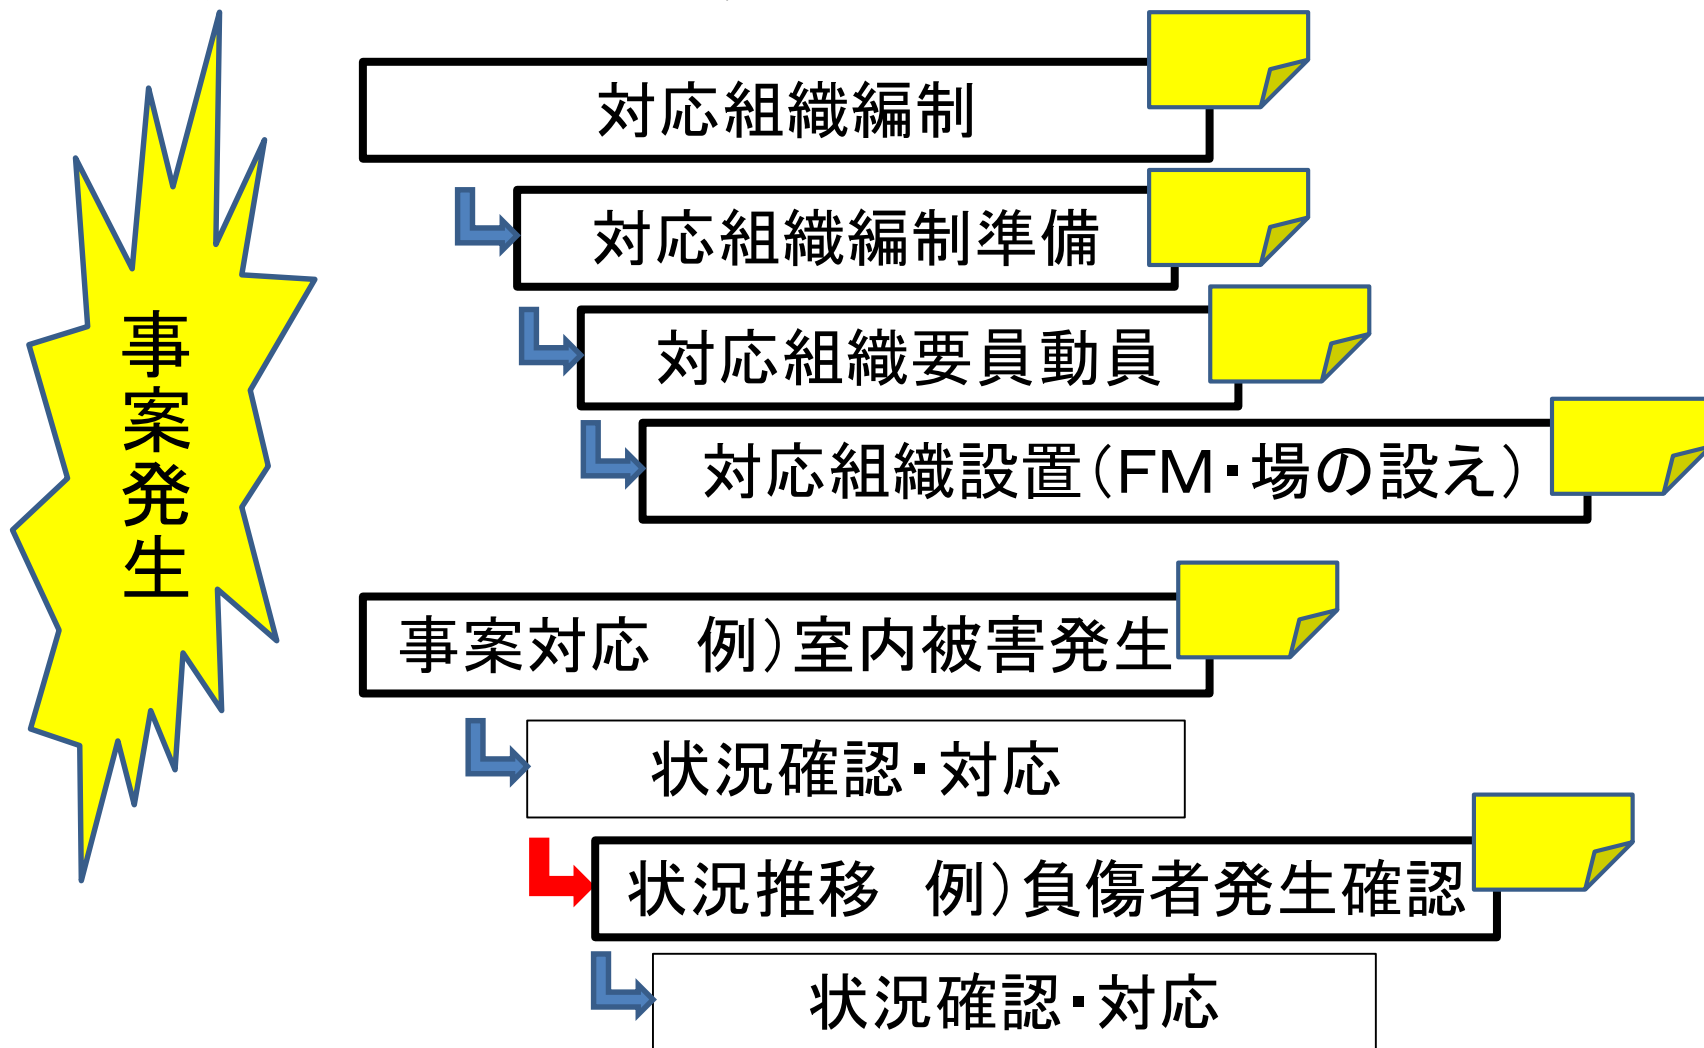 事案発生
対応組織編制
対応組織編制準備
対応組織要員動員
対応組織設置(FM・場の設え)
事案対応　例)室内被害発生
状況確認・対応
状況推移　例)負傷者発生確認
状況確認・対応